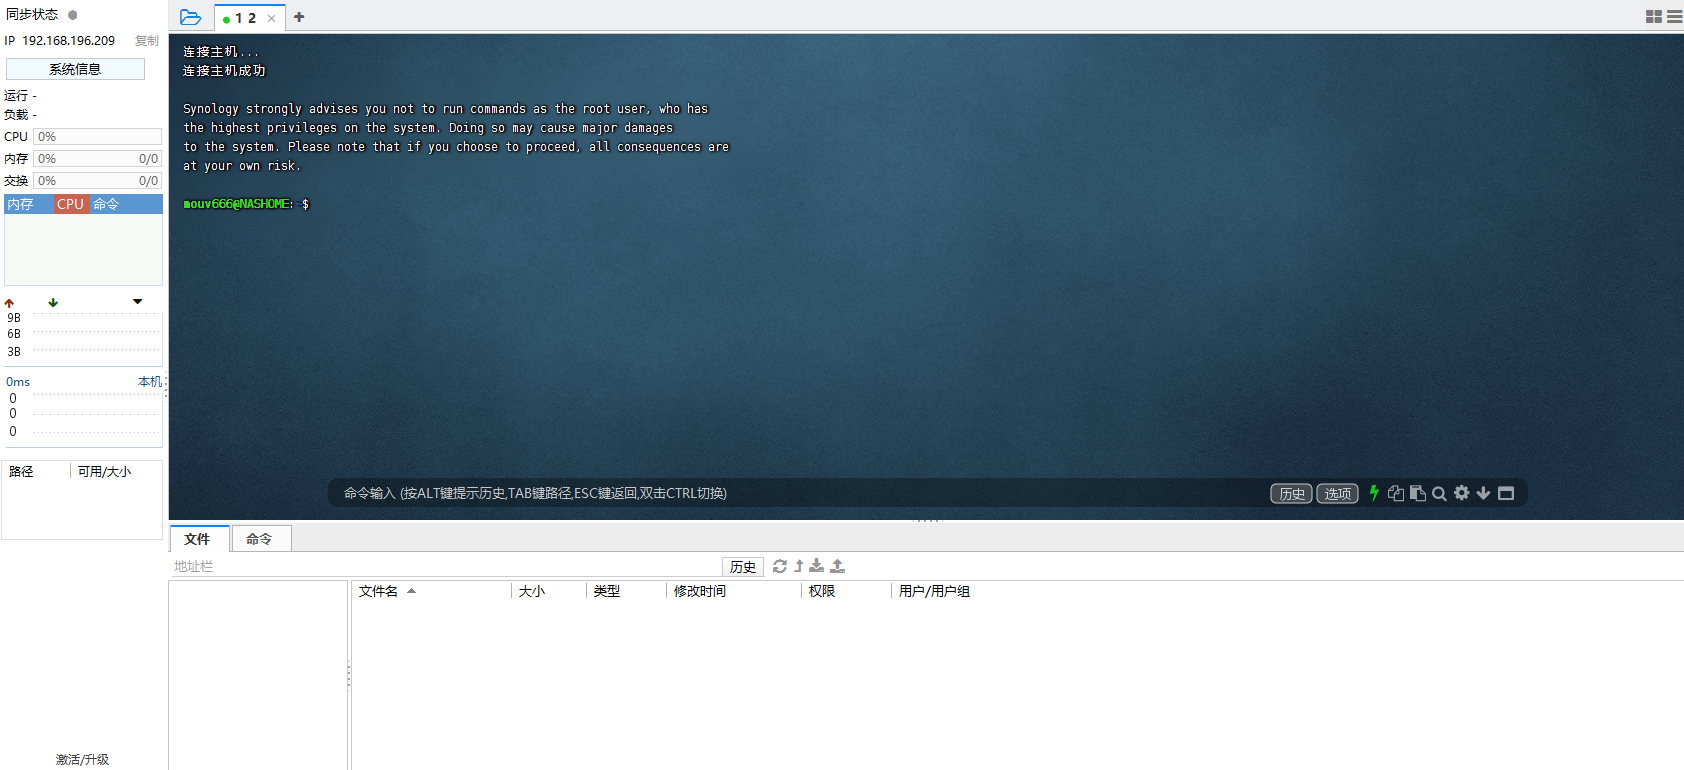 同步状态
IP 192.168.196.209 复制
系统信息
运行 -
负载 -
CPU 0%
内存 0% 0/0
交换 0% 0/0
内存 CPU 命令
9B
6B
3B
0ms 本机
0
0
0
路径 可用/大小
激活/升级
1 2
连接主机...
连接主机成功
Synology strongly advises you not to run commands as the root user, who has
the highest privileges on the system. Doing so may cause major damages
to the system. Please note that if you choose to proceed, all consequences are
at your own risk.
mouv666@NASHOME:~$
命令输入 (按ALT键提示历史,TAB键路径,ESC键返回,双击CTRL切换) 历史 选项
文件 命令
地址栏 历史
文件名 大小 类型 修改时间 权限 用户/用户组